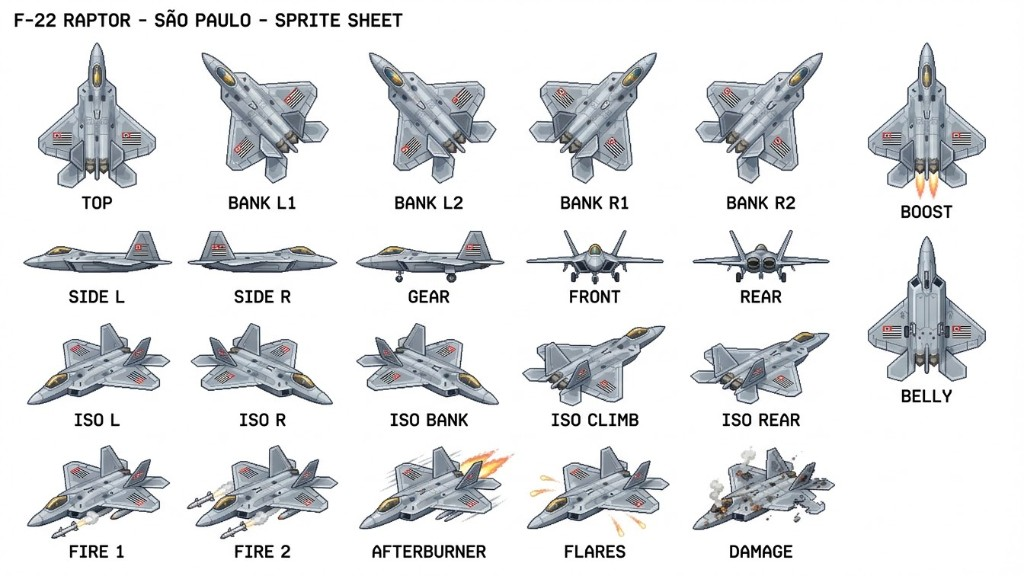 F-22 RAPTOR - SÃO PAULO - SPRITE SHEET
TOP
BANK L1
BANK L2
BANK R1
BANK R2
BOOST
SIDE L
SIDE R
GEAR
FRONT
REAR
BELLY
ISO L
ISO R
ISO BANK
ISO CLIMB
ISO REAR
FIRE 1
FIRE 2
AFTERBURNER
FLARES
DAMAGE